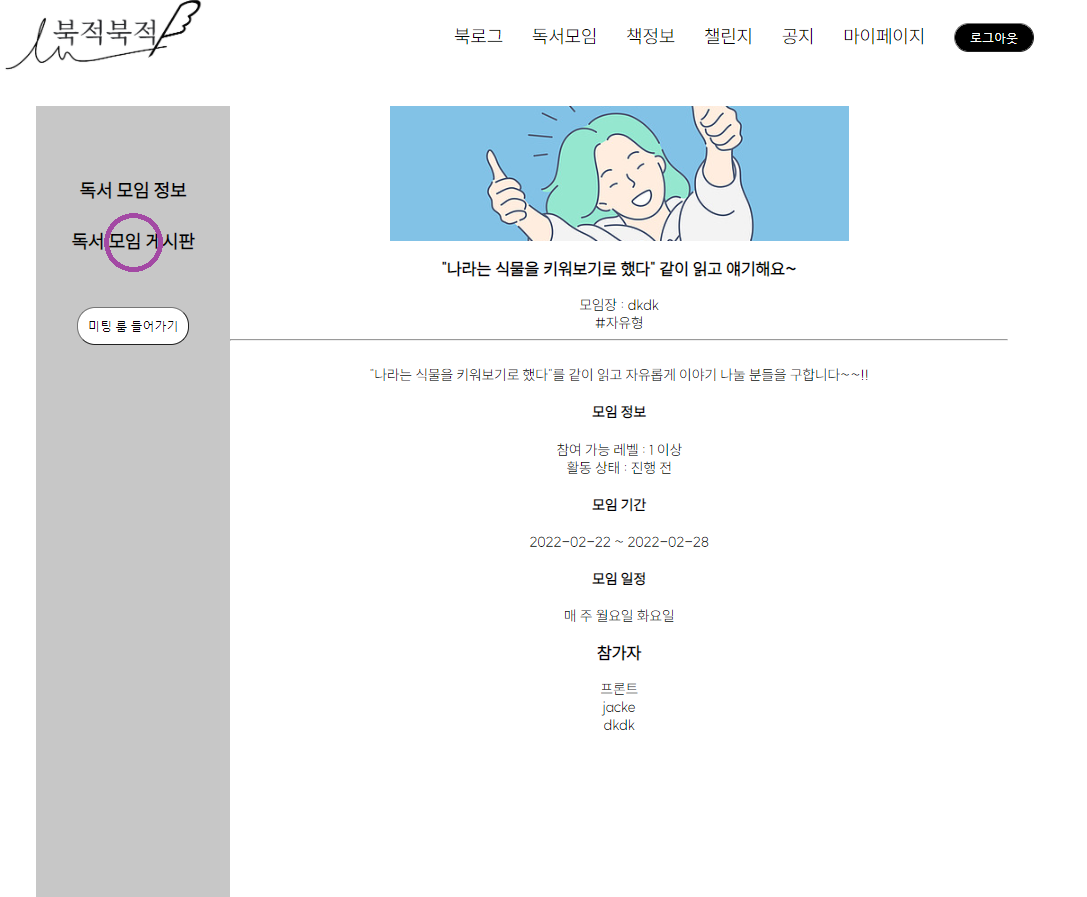 북적북적
북로그 독서모임 책정보 챌린지 공지 마이페이지 로그아웃
독서 모임 정보
독서 모임 게시판
미팅 룸 들어가기
"나라는 식물을 키워보기로 했다" 같이 읽고 얘기해요~
모임장 : dkdk
#자유형
"나라는 식물을 키워보기로 했다"를 같이 읽고 자유롭게 이야기 나눌 분들을 구합니다~~!!
모임 정보
참여 가능 레벨 : 1 이상
활동 상태 : 진행 전
모임 기간
2022-02-22 ~ 2022-02-28
모임 일정
매 주 월요일 화요일
참가자
프론트
jacke
dkdk